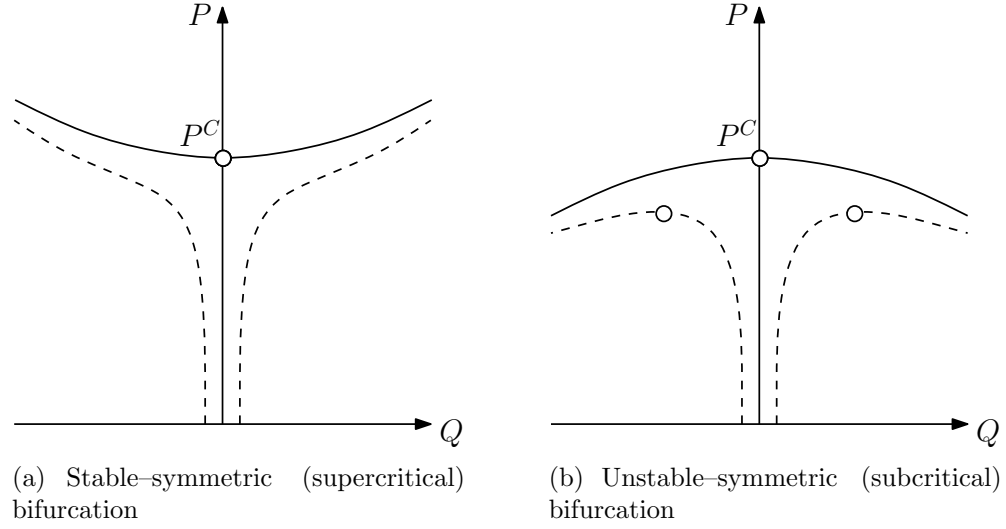 P
P^C
Q
(a) Stable–symmetric (supercritical)
bifurcation
P
P^C
Q
(b) Unstable–symmetric (subcritical)
bifurcation